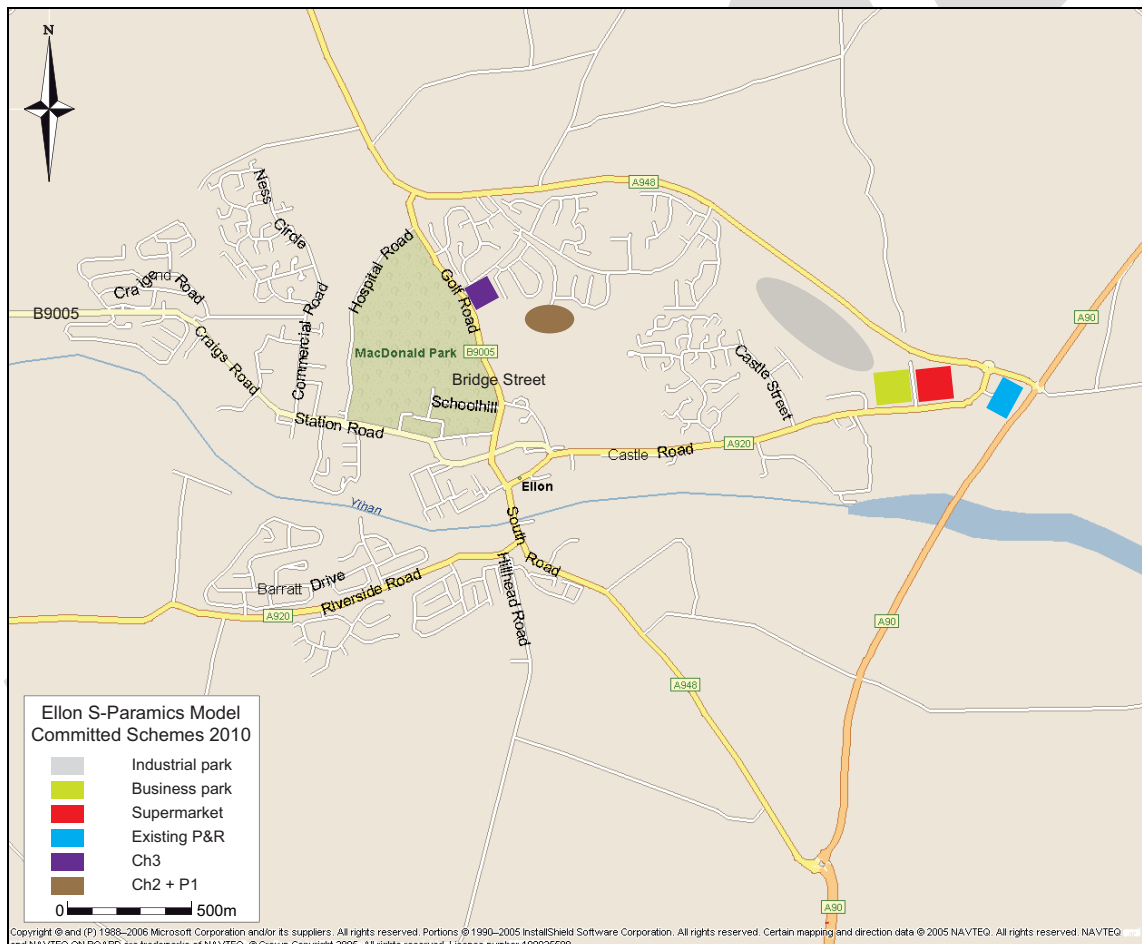 N
A948
Ness
Circle
Hospital Road
Golf Road
Craige nd Road
B9005
Commercial Road
A90
Craigs Road
MacDonald Park
B9005
Bridge Street
Castle Street
Schoolhill
Station Road
Castle Road
A920
Ellon
Ythan
South Road
Hillhead Road
Barratt Drive
Riverside Road
A920
A90
A948
Ellon S-Paramics Model
Committed Schemes 2010
Industrial park
Business park
Supermarket
Existing P&R
Ch3
Ch2 + P1
0 500m
A90
Copyright © and (P) 1988–2006 Microsoft Corporation and/or its suppliers. All rights reserved. Portions © 1990–2005 InstallShield Software Corporation. All rights reserved. Certain mapping and direction data © 2005 NAVTEQ. All rights reserved. NAVTEQ